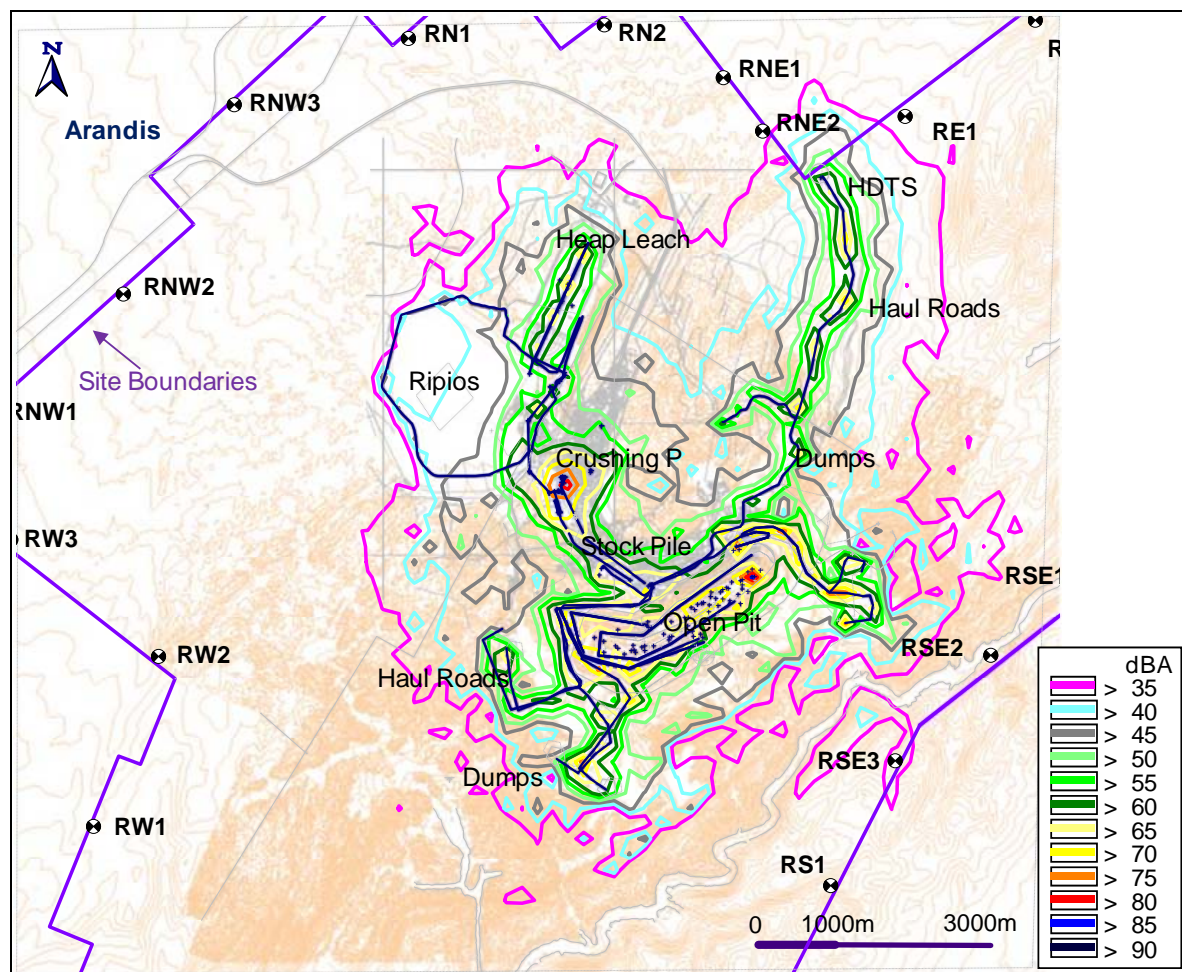 N
RN1
RN2
RNE1
RNW3
Arandis
RNE2
RE1
HDTS
Heap Leach
RNW2
Haul Roads
Site Boundaries
Ripios
RNW1
Crushing P
Dumps
RW3
Stock Pile
RSE1
Open Pit
RW2
RSE2
Haul Roads
dBA
> 35
> 40
> 45
> 50
> 55
> 60
> 65
> 70
> 75
> 80
> 85
> 90
RSE3
Dumps
RW1
RS1
0 1000m 3000m